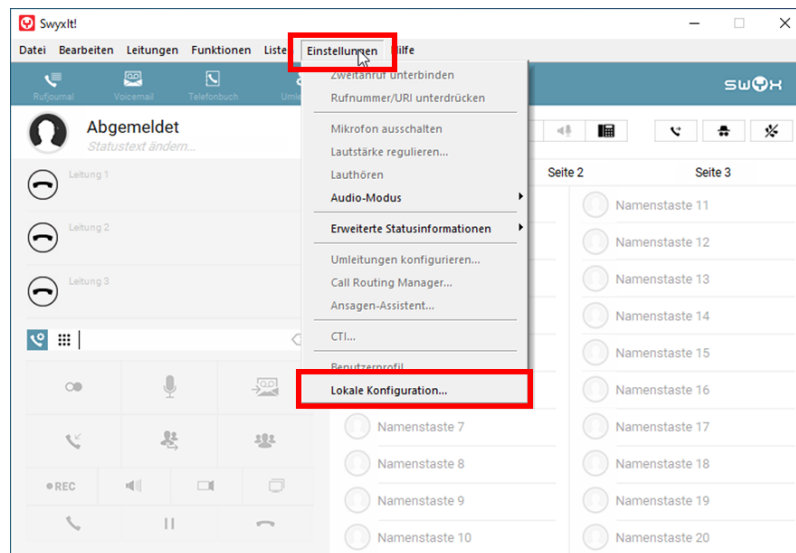 SwyxIt!
Datei Bearbeiten Leitungen Funktionen Liste Einstellungen Hilfe
Rufjournal Voicemail Telefonbuch Umle
swyx
Abgemeldet
Statustext ändern...
Leitung 1
Leitung 2
Leitung 3
Zweitanruf unterbinden
Rufnummer/URI unterdrücken
Mikrofon ausschalten
Lautstärke regulieren...
Lauthören
Audio-Modus
Erweiterte Statusinformationen
Umleitungen konfigurieren...
Call Routing Manager...
Ansagen-Assistent...
CTI...
Benutzerprofil
Lokale Konfiguration...
Seite 2 Seite 3
Namenstaste 7
Namenstaste 8
Namenstaste 9
Namenstaste 10
Namenstaste 11
Namenstaste 12
Namenstaste 13
Namenstaste 14
Namenstaste 15
Namenstaste 16
Namenstaste 17
Namenstaste 18
Namenstaste 19
Namenstaste 20
REC